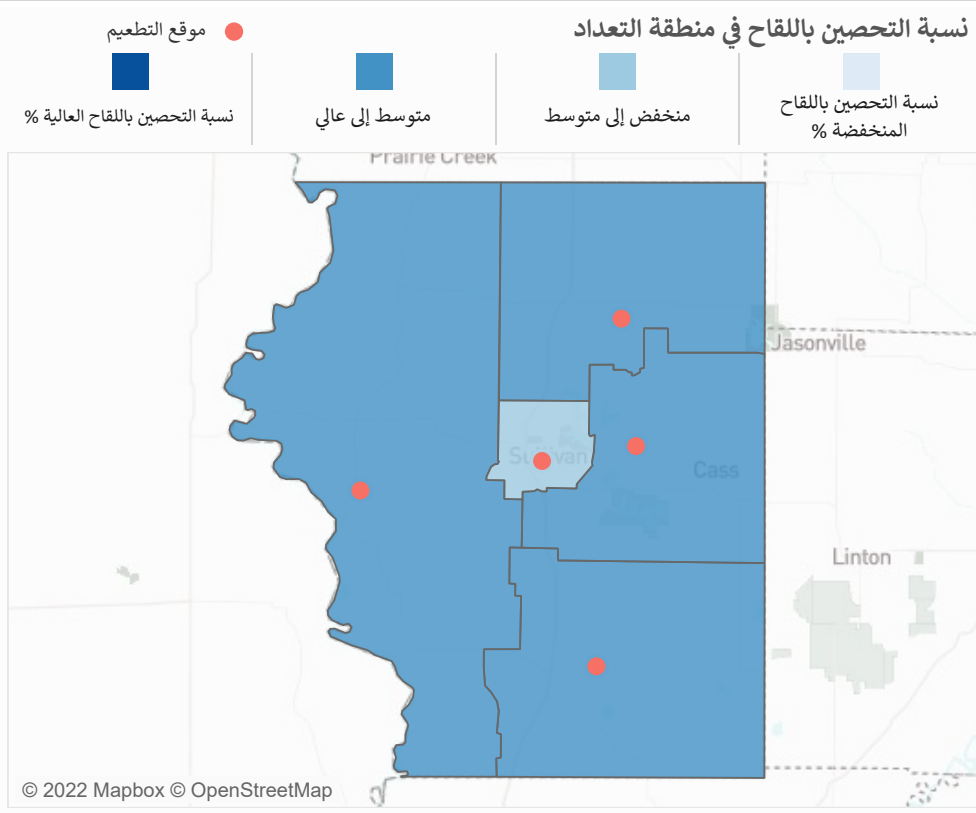 نسبة التحصين باللقاح في منطقة التعداد
موقع التطعيم
نسبة التحصين باللقاح
المنخفضة %
منخفض إلى متوسط
متوسط إلى عالي
نسبة التحصين باللقاح العالية %
Prairie Creek
Jasonville
Sullivan
Cass
Linton
© 2022 Mapbox © OpenStreetMap